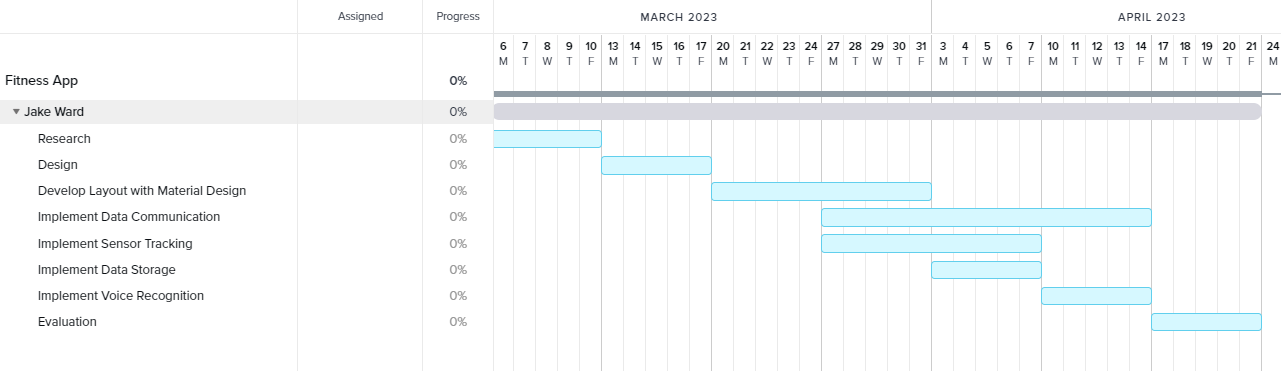 Assigned Progress MARCH 2023 APRIL 2023
6 7 8 9 10 13 14 15 16 17 20 21 22 23 24 27 28 29 30 31 3 4 5 6 7 10 11 12 13 14 17 18 19 20 21 24
M T W T F M T W T F M T W T F M T W T F M T W T F M T W T F M T W T F M
Fitness App 0%
Jake Ward 0%
Research 0%
Design 0%
Develop Layout with Material Design 0%
Implement Data Communication 0%
Implement Sensor Tracking 0%
Implement Data Storage 0%
Implement Voice Recognition 0%
Evaluation 0%